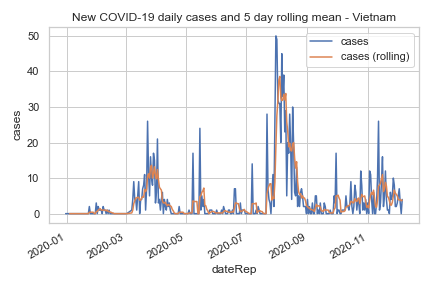 New COVID-19 daily cases and 5 day rolling mean - Vietnam
cases
cases (rolling)
50
40
30
20
10
0
cases
2020-01
2020-03
2020-05
2020-07
2020-09
2020-11
dateRep